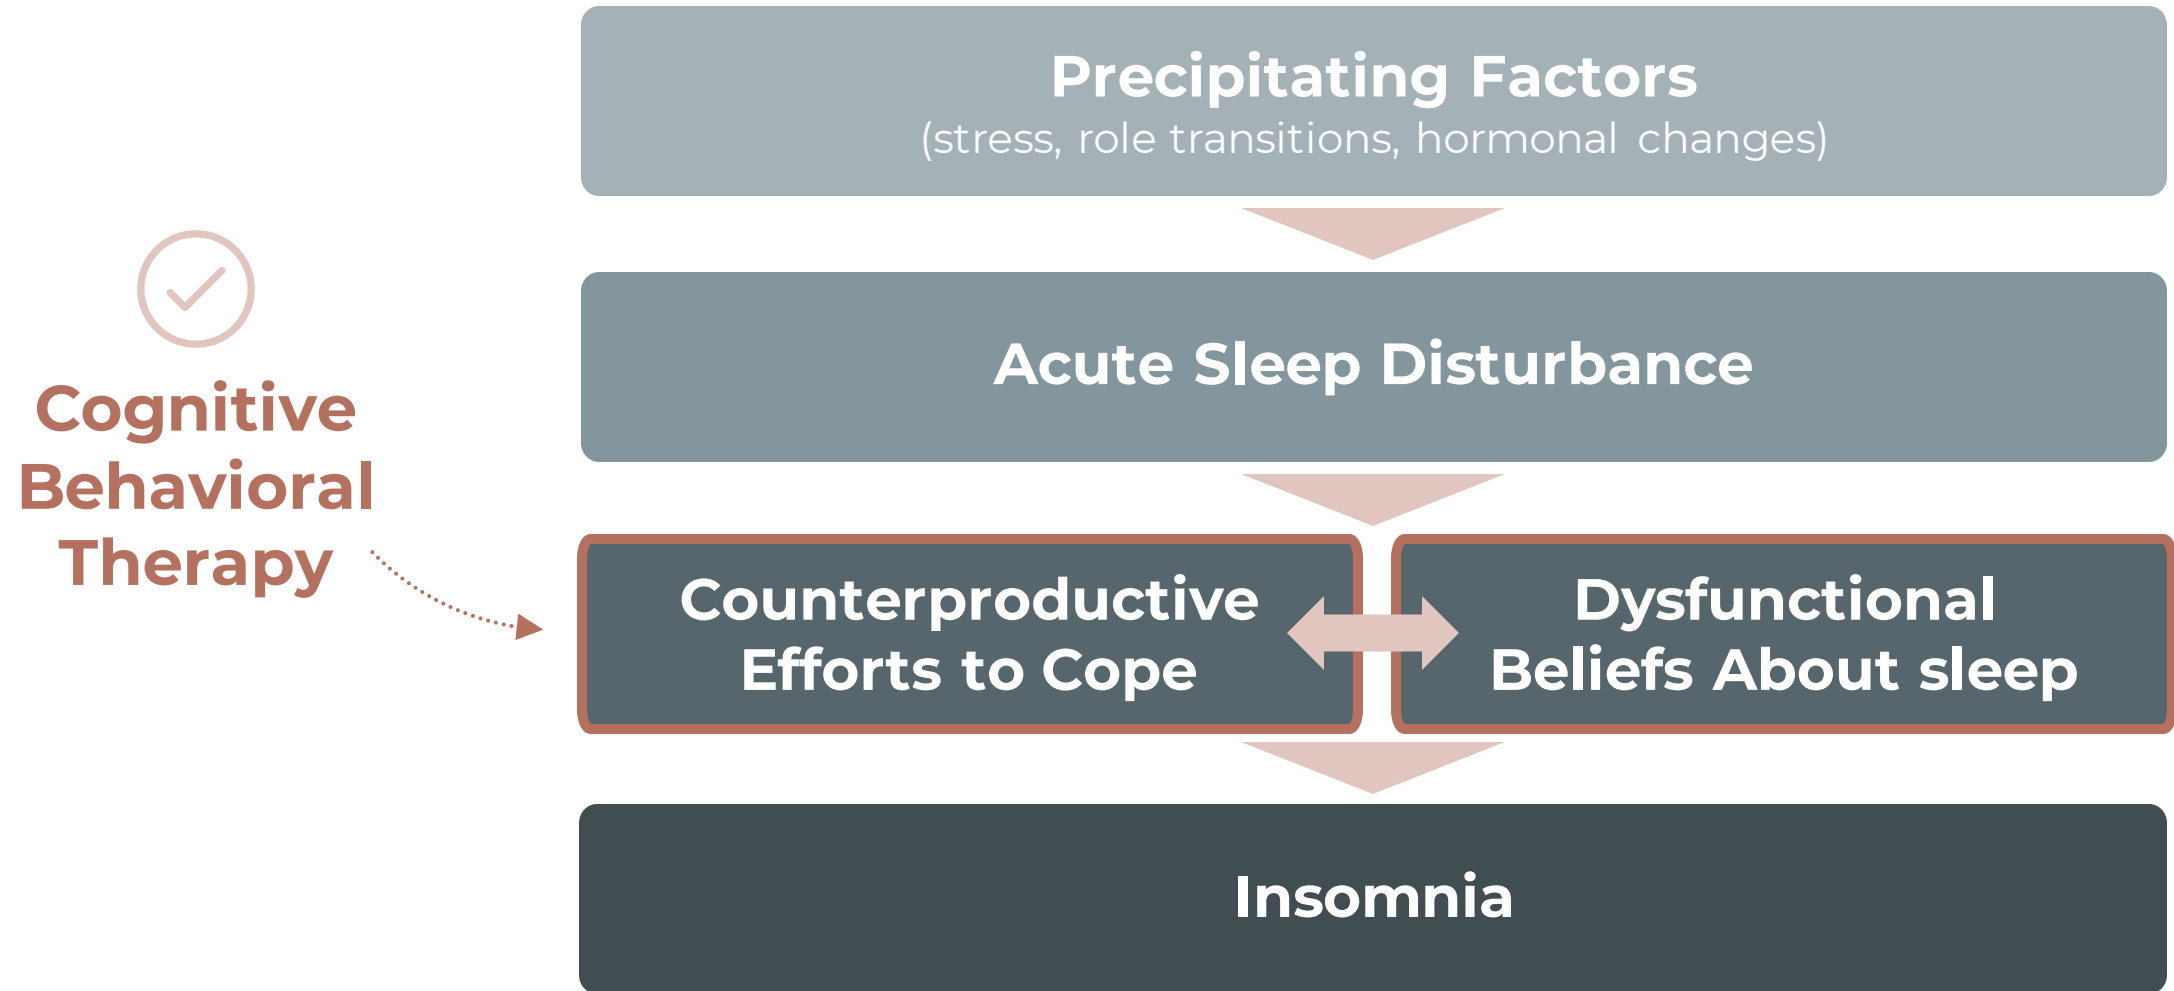 Precipitating Factors
(stress, role transitions, hormonal changes)
Acute Sleep Disturbance
Cognitive
Behavioral
Therapy
Counterproductive
Efforts to Cope
Dysfunctional
Beliefs About sleep
Insomnia